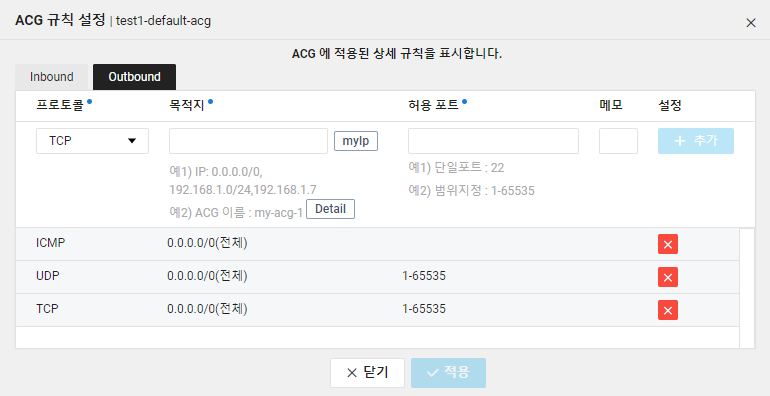 ACG 규칙 설정 | test1-default-acg
ACG 에 적용된 상세 규칙을 표시합니다.
Inbound Outbound
프로토콜 목적지 허용 포트 메모 설정
TCP myIp + 추가
예1) IP: 0.0.0.0/0,
192.168.1.0/24,192.168.1.7
예2) ACG 이름 : my-acg-1 Detail
예1) 단일포트 : 22
예2) 범위지정 : 1-65535
ICMP 0.0.0.0/0(전체)
UDP 0.0.0.0/0(전체) 1-65535
TCP 0.0.0.0/0(전체) 1-65535
× 닫기 ✓ 적용